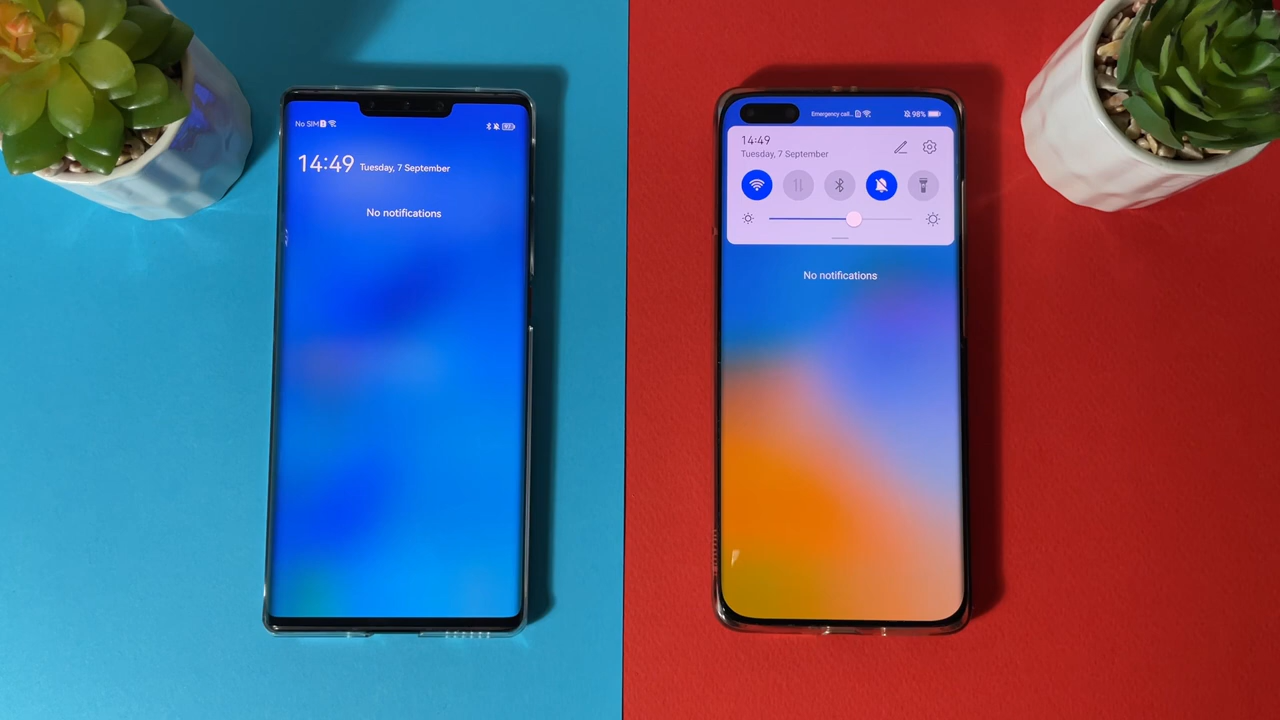 No SIM
97
14:49 Tuesday, 7 September
No notifications
Emergency call...
98%
14:49
Tuesday, 7 September
No notifications